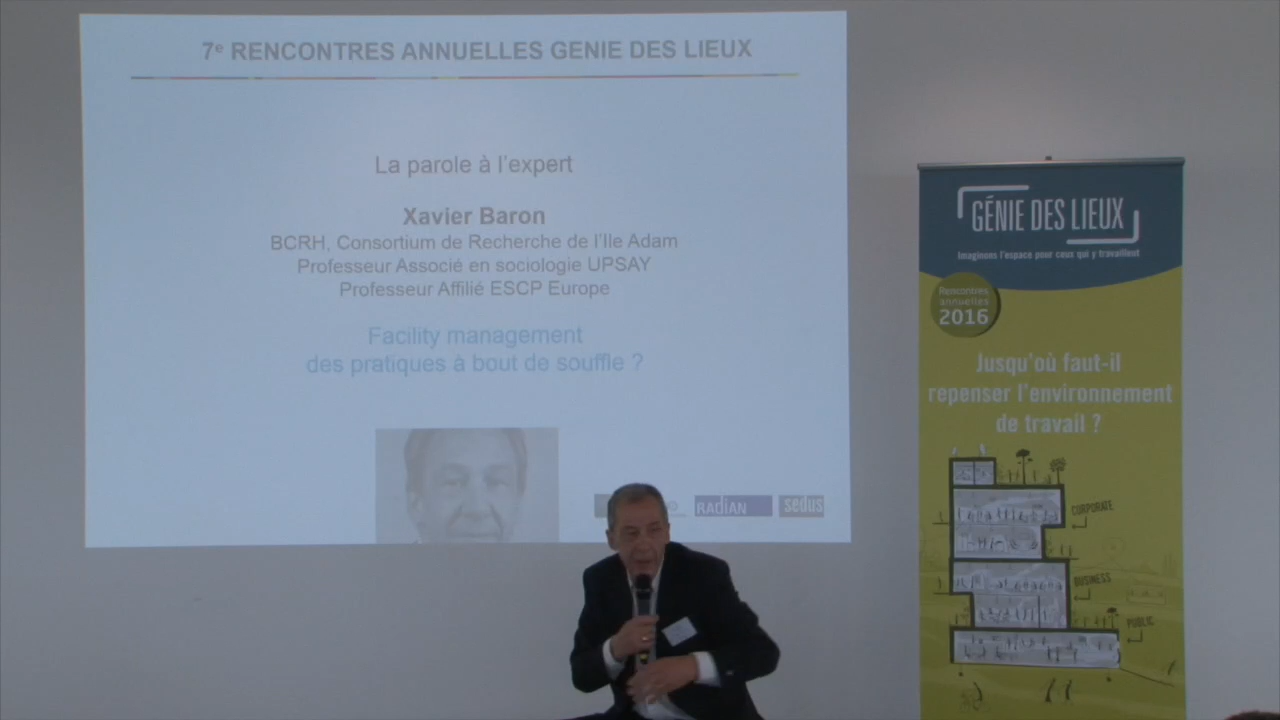 7e RENCONTRES ANNUELLES GENIE DES LIEUX
La parole à l'expert
Xavier Baron
BCRH, Consortium de Recherche de l'Ile Adam
Professeur Associé en sociologie UPSAY
Professeur Affilié ESCP Europe
Facility management
des pratiques à bout de souffle ?
RADIAN
sedus
GÉNIE DES LIEUX
Imaginons l'espace pour ceux qui y travaillent
Rencontres
annuelles
2016
Jusqu'où faut-il
repenser l'environnement
de travail ?
CORPORATE
BUSINESS
PUBLIC